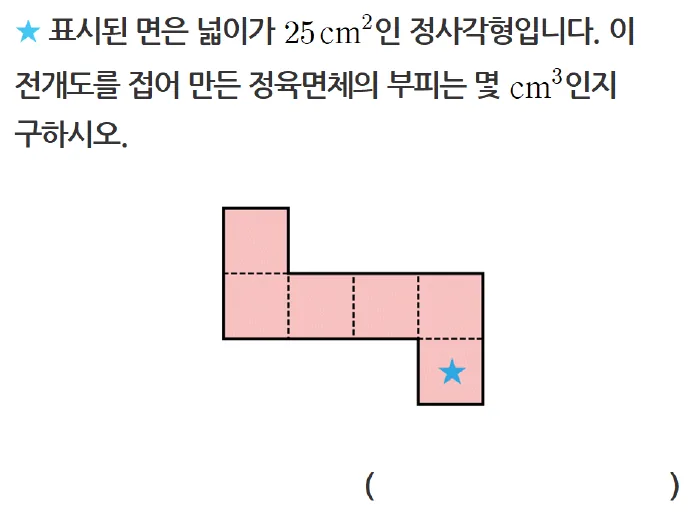 ★ 표시된 면은 넓이가 25cm²인 정사각형입니다. 이
전개도를 접어 만든 정육면체의 부피는 몇 cm³인지
구하시오.
★
( )